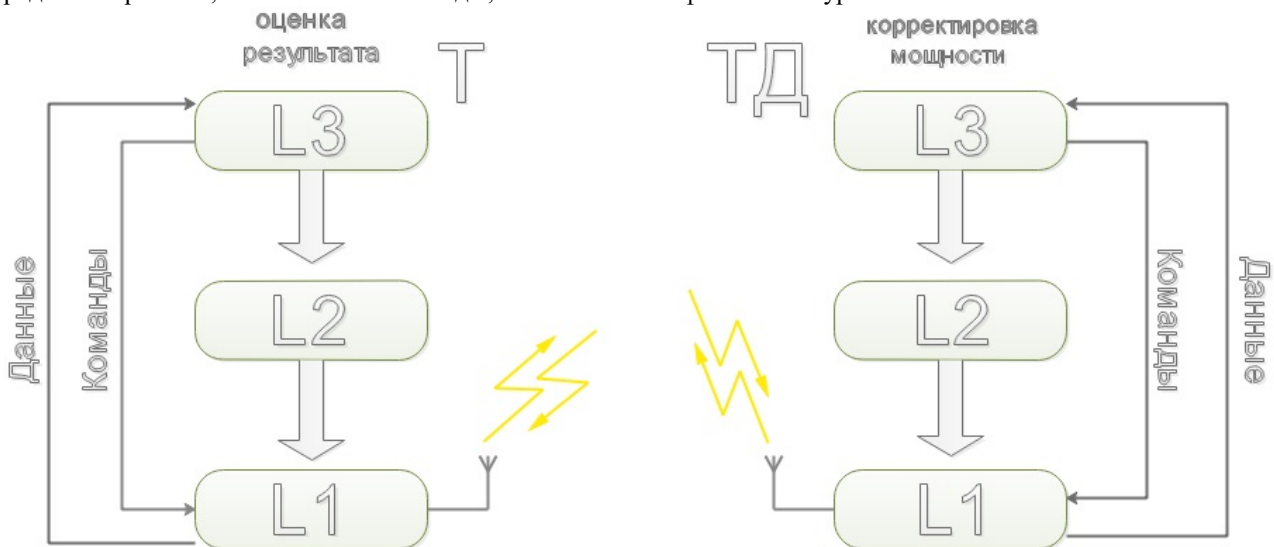 оценка
результата
Т
ТД
корректировка
мощности
L3
L3
Данные
Команды
Команды
Данные
L2
L2
L1
L1